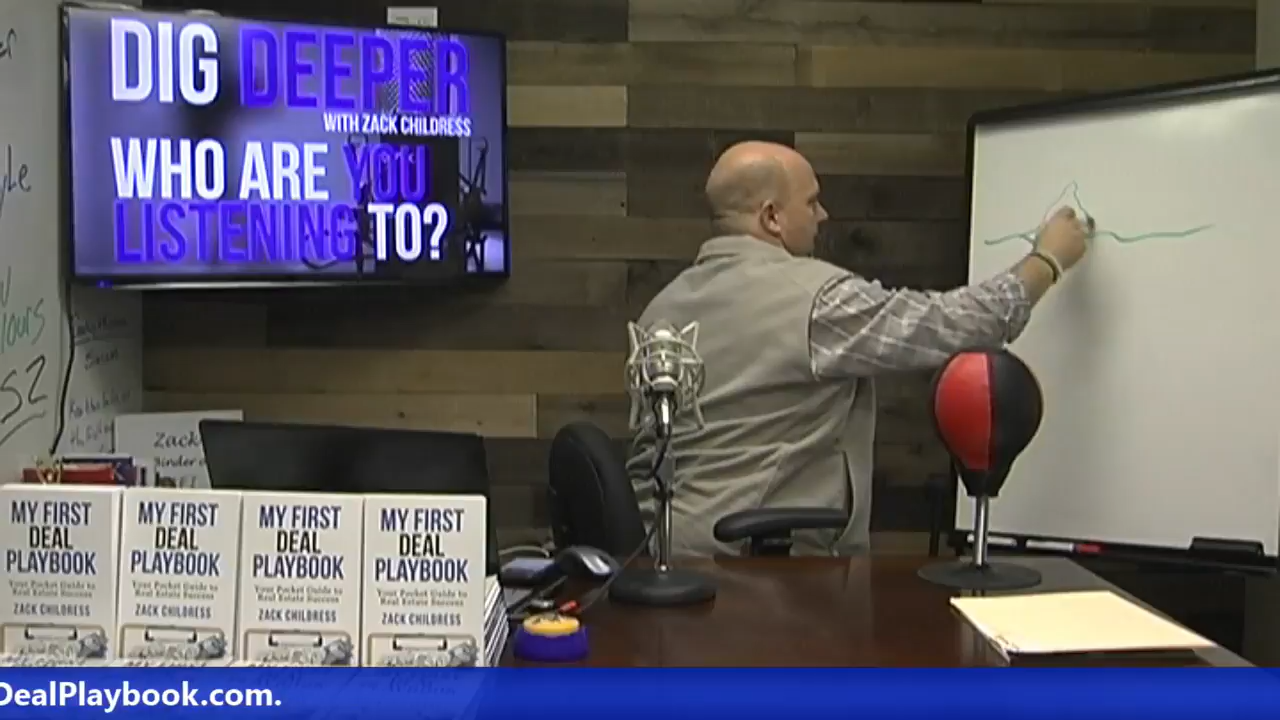 DIG DEEPER
WITH ZACK CHILDRESS
WHO ARE YOU
LISTENING TO?
S2
Zack
MY FIRST
DEAL
PLAYBOOK
Your Pocket Guide to
Real Estate Success
ZACK CHILDRESS
MY FIRST
DEAL
PLAYBOOK
Your Pocket Guide to
Real Estate Success
ZACK CHILDRESS
MY FIRST
DEAL
PLAYBOOK
Your Pocket Guide to
Real Estate Success
ZACK CHILDRESS
MY FIRST
DEAL
PLAYBOOK
Your Pocket Guide to
Real Estate Success
ZACK CHILDRESS
DealPlaybook.com.